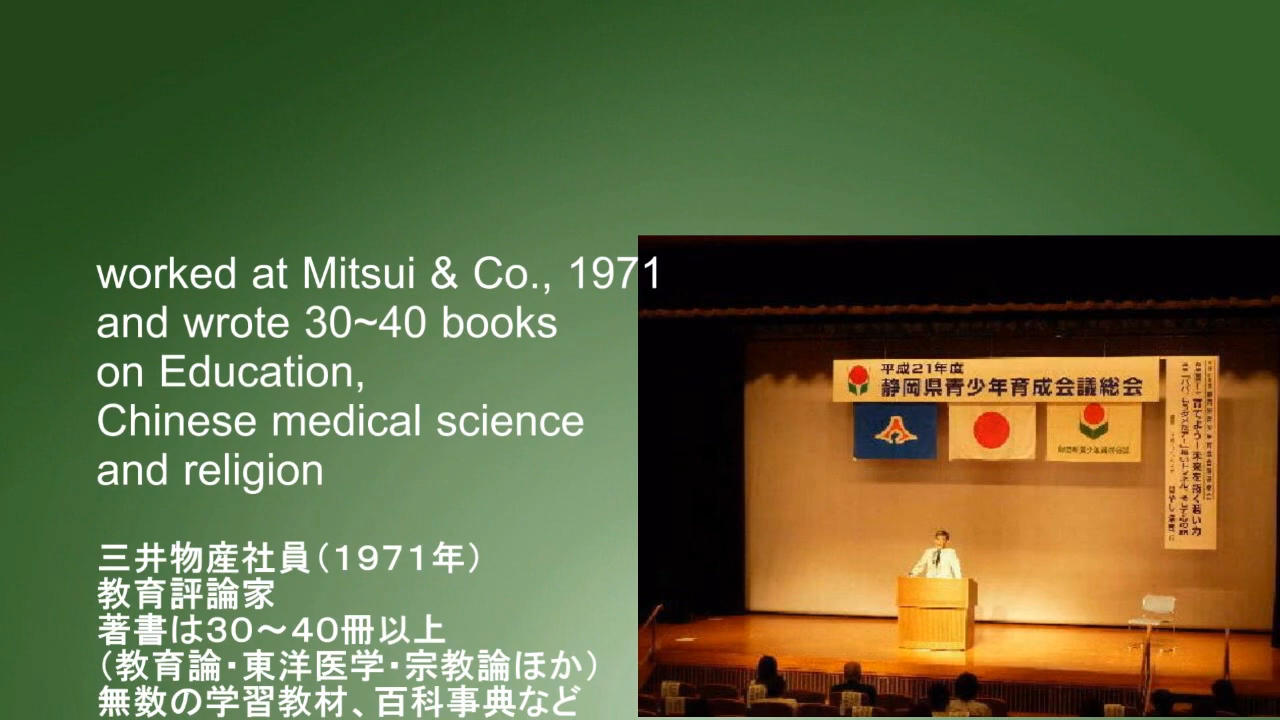 worked at Mitsui & Co., 1971
and wrote 30~40 books
on Education,
Chinese medical science
and religion
三井物産社員（１９７１年）
教育評論家
著書は３０～４０冊以上
（教育論・東洋医学・宗教論ほか）
無数の学習教材、百科事典など
平成21年度
静岡県青少年育成会議総会